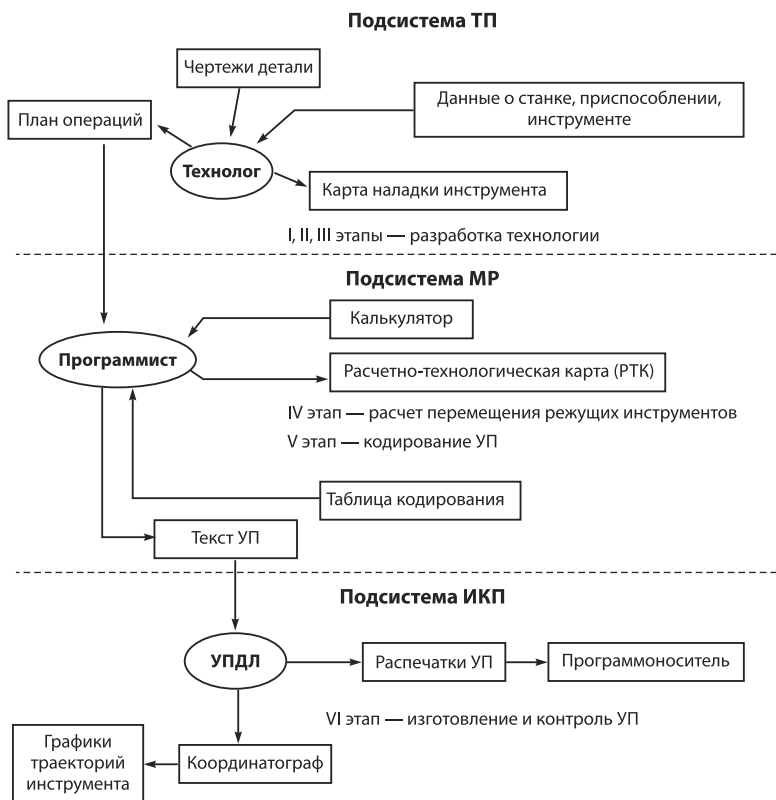 Подсистема ТП
Чертежи детали
План операций
Данные о станке, приспособлении,
инструменте
Технолог
Карта наладки инструмента
I, II, III этапы — разработка технологии
Подсистема МР
Калькулятор
Программист
Расчетно-технологическая карта (РТК)
IV этап — расчет перемещения режущих инструментов
V этап — кодирование УП
Таблица кодирования
Текст УП
Подсистема ИКП
УПДЛ
Распечатки УП
Программоноситель
VI этап — изготовление и контроль УП
Графики
траекторий
инструмента
Координатограф